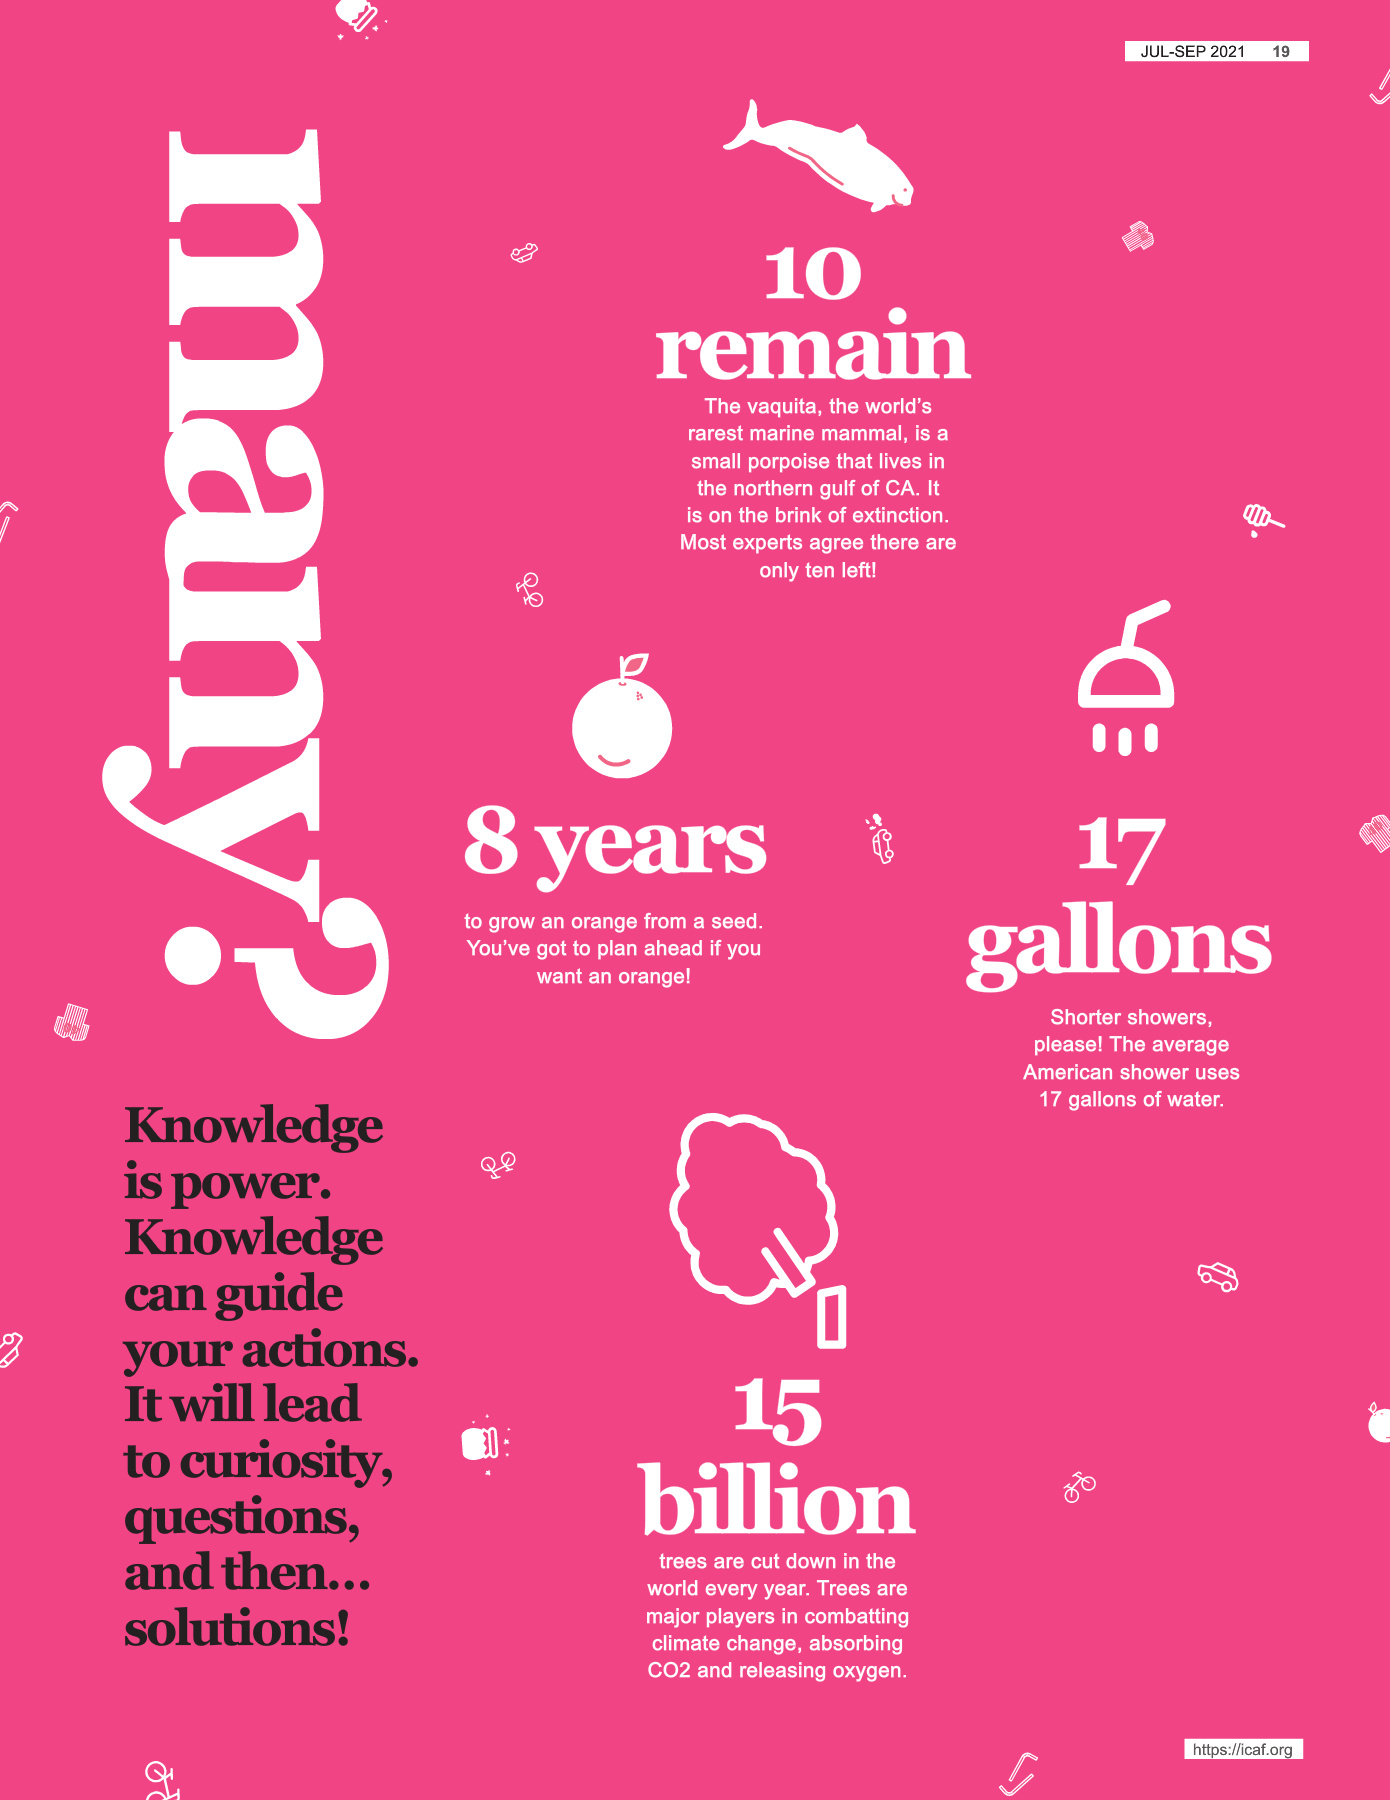 JUL-SEP 2021 19
many?
10
remain
The vaquita, the world’s
rarest marine mammal, is a
small porpoise that lives in
the northern gulf of CA. It
is on the brink of extinction.
Most experts agree there are
only ten left!
8 years
to grow an orange from a seed.
You’ve got to plan ahead if you
want an orange!
17
gallons
Shorter showers,
please! The average
American shower uses
17 gallons of water.
Knowledge
is power.
Knowledge
can guide
your actions.
It will lead
to curiosity,
questions,
and then...
solutions!
15
billion
trees are cut down in the
world every year. Trees are
major players in combatting
climate change, absorbing
CO2 and releasing oxygen.
https://icaf.org